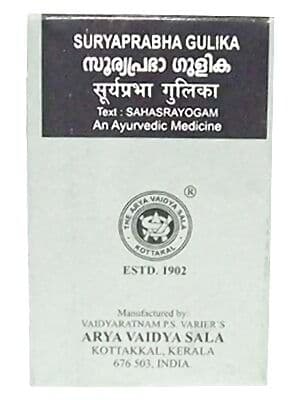 SURYAPRABHA GULIKA
സൂര്യപ്രഭാ ഗുളിക
सूर्यप्रभा गुलिका
Text : SAHASRAYOGAM
An Ayurvedic Medicine
®
THE ARYA VAIDYA SALA
KOTTAKAL
ESTD. 1902
Manufactured by:
VAIDYARATNAM P.S. VARIER'S
ARYA VAIDYA SALA
KOTTAKKAL, KERALA
676 503, INDIA.